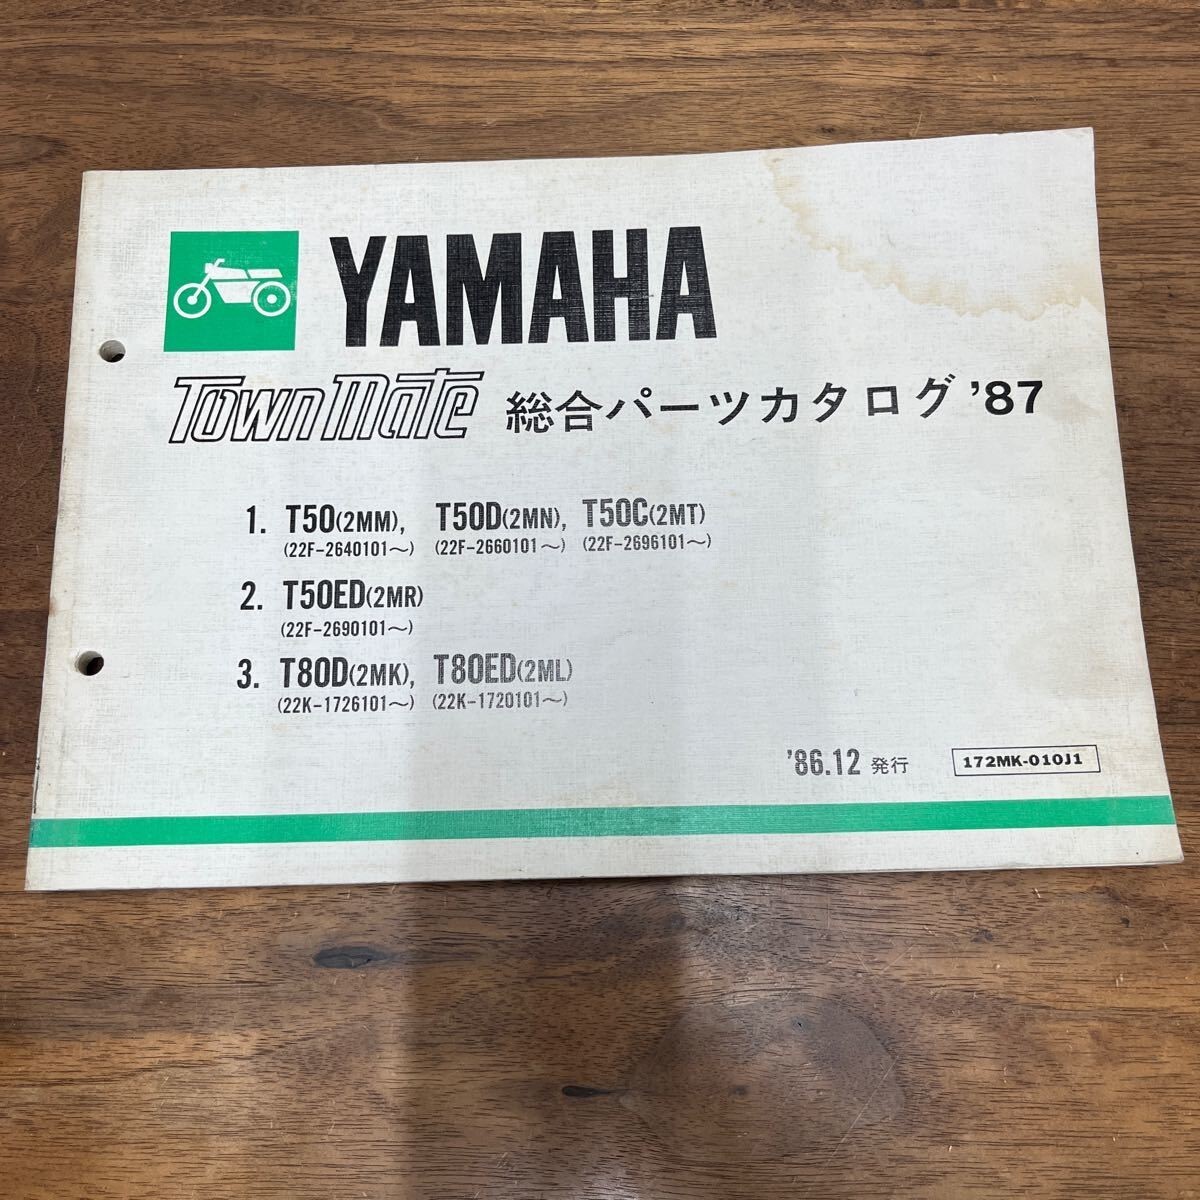 YAMAHA
TownMate 総合パーツカタログ '87
1. T50(2MM), T50D(2MN), T50C(2MT)
(22F-2640101〜) (22F-2660101〜) (22F-2696101〜)
2. T50ED(2MR)
(22F-2690101〜)
3. T80D(2MK), T80ED(2ML)
(22K-1726101〜) (22K-1720101〜)
'86.12 発行 172MK-010J1